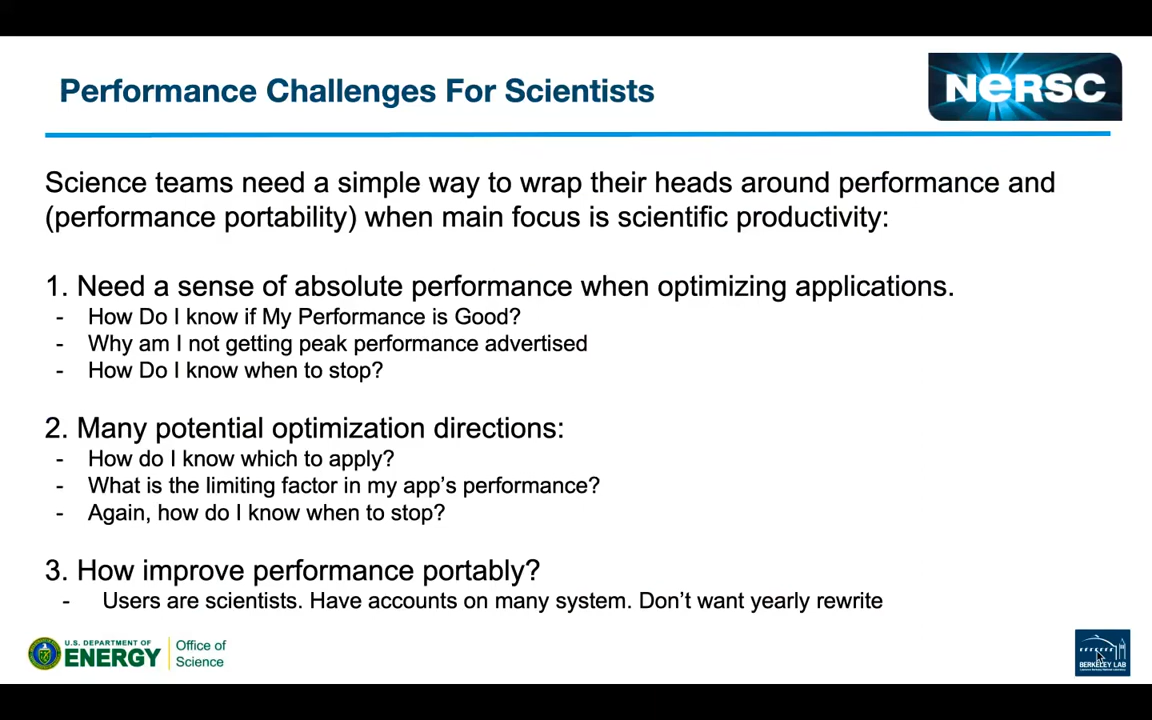 Performance Challenges For Scientists
NERSC
Science teams need a simple way to wrap their heads around performance and
(performance portability) when main focus is scientific productivity:
1. Need a sense of absolute performance when optimizing applications.
- How Do I know if My Performance is Good?
- Why am I not getting peak performance advertised
- How Do I know when to stop?
2. Many potential optimization directions:
- How do I know which to apply?
- What is the limiting factor in my app's performance?
- Again, how do I know when to stop?
3. How improve performance portably?
- Users are scientists. Have accounts on many system. Don't want yearly rewrite
U.S. DEPARTMENT OF
ENERGY
Office of
Science
BERKELEY LAB